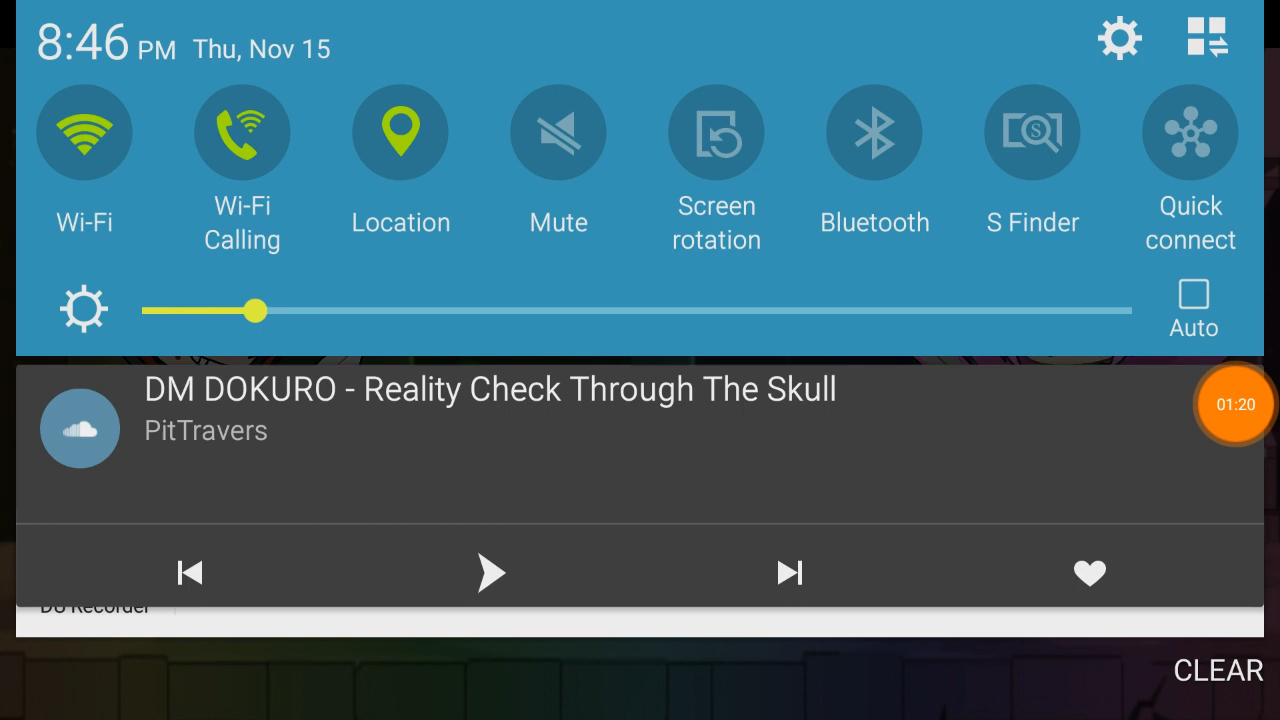 8:46 PM Thu, Nov 15
Wi-Fi
Wi-Fi
Calling
Location
Mute
Screen
rotation
Bluetooth
S Finder
Quick
connect
Auto
DM DOKURO - Reality Check Through The Skull
PitTravers
01:20
DU Recorder
CLEAR